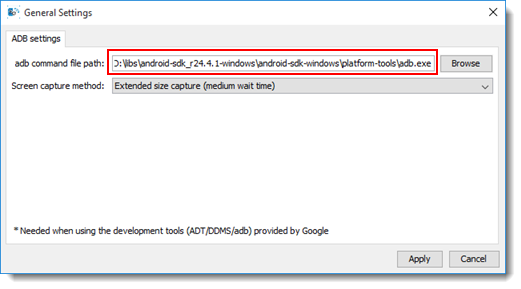 General Settings
ADB settings
adb command file path: D:\libs\android-sdk_r24.4.1-windows\android-sdk-windows\platform-tools\adb.exe Browse
Screen capture method: Extended size capture (medium wait time)
* Needed when using the development tools (ADT/DDMS/adb) provided by Google
Apply Cancel